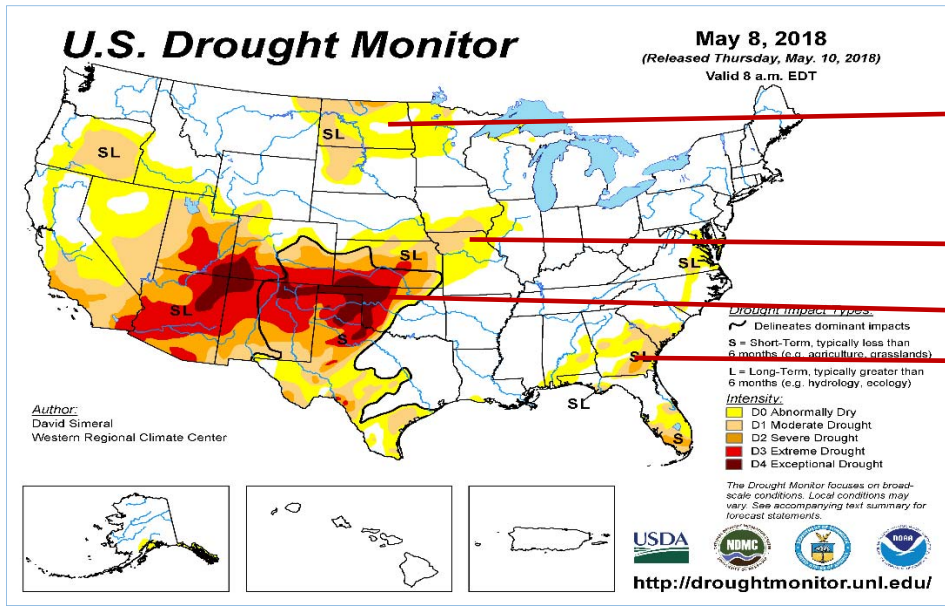 U.S. Drought Monitor
May 8, 2018
(Released Thursday, May. 10, 2018)
Valid 8 a.m. EDT
SL
SL
SL
SL
SL
SL
S
SL
S
SL
Drought Impact Types:
Delineates dominant impacts
S = Short-Term, typically less than
6 months (e.g. agriculture, grasslands)
L = Long-Term, typically greater than
6 months (e.g. hydrology, ecology)
Intensity:
D0 Abnormally Dry
D1 Moderate Drought
D2 Severe Drought
D3 Extreme Drought
D4 Exceptional Drought
Author:
David Simeral
Western Regional Climate Center
The Drought Monitor focuses on broad-
scale conditions. Local conditions may
vary. See accompanying text summary for
forecast statements.
USDA
NDMC
NOAA
http://droughtmonitor.unl.edu/